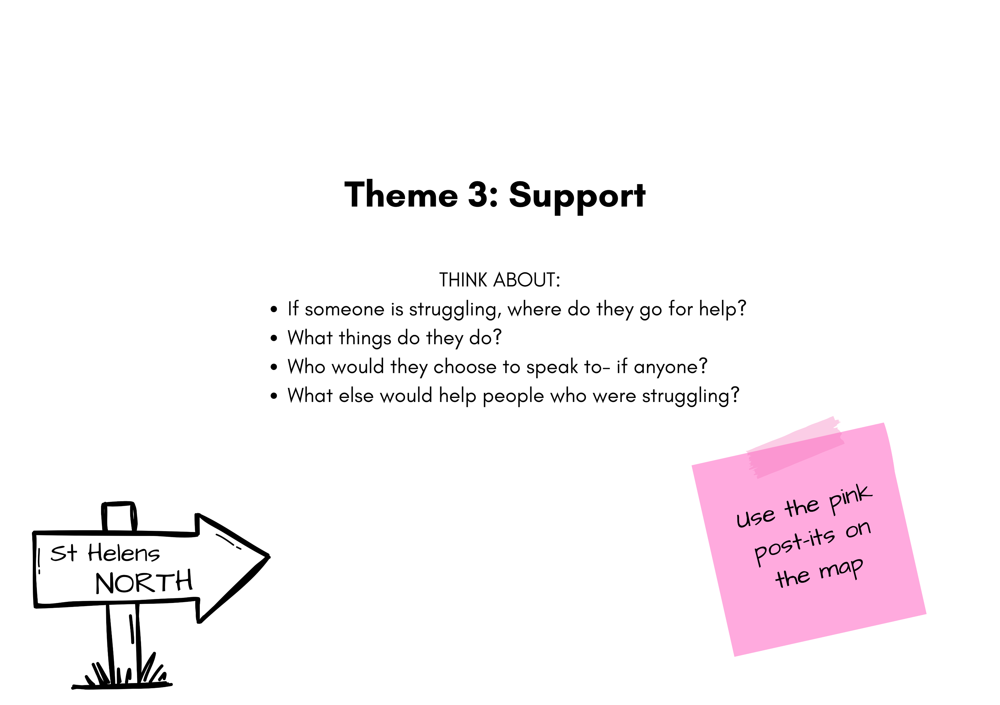 Theme 3: Support
THINK ABOUT:
• If someone is struggling, where do they go for help?
• What things do they do?
• Who would they choose to speak to- if anyone?
• What else would help people who were struggling?
Use the pink
post-its on
the map
St Helens
NORTH